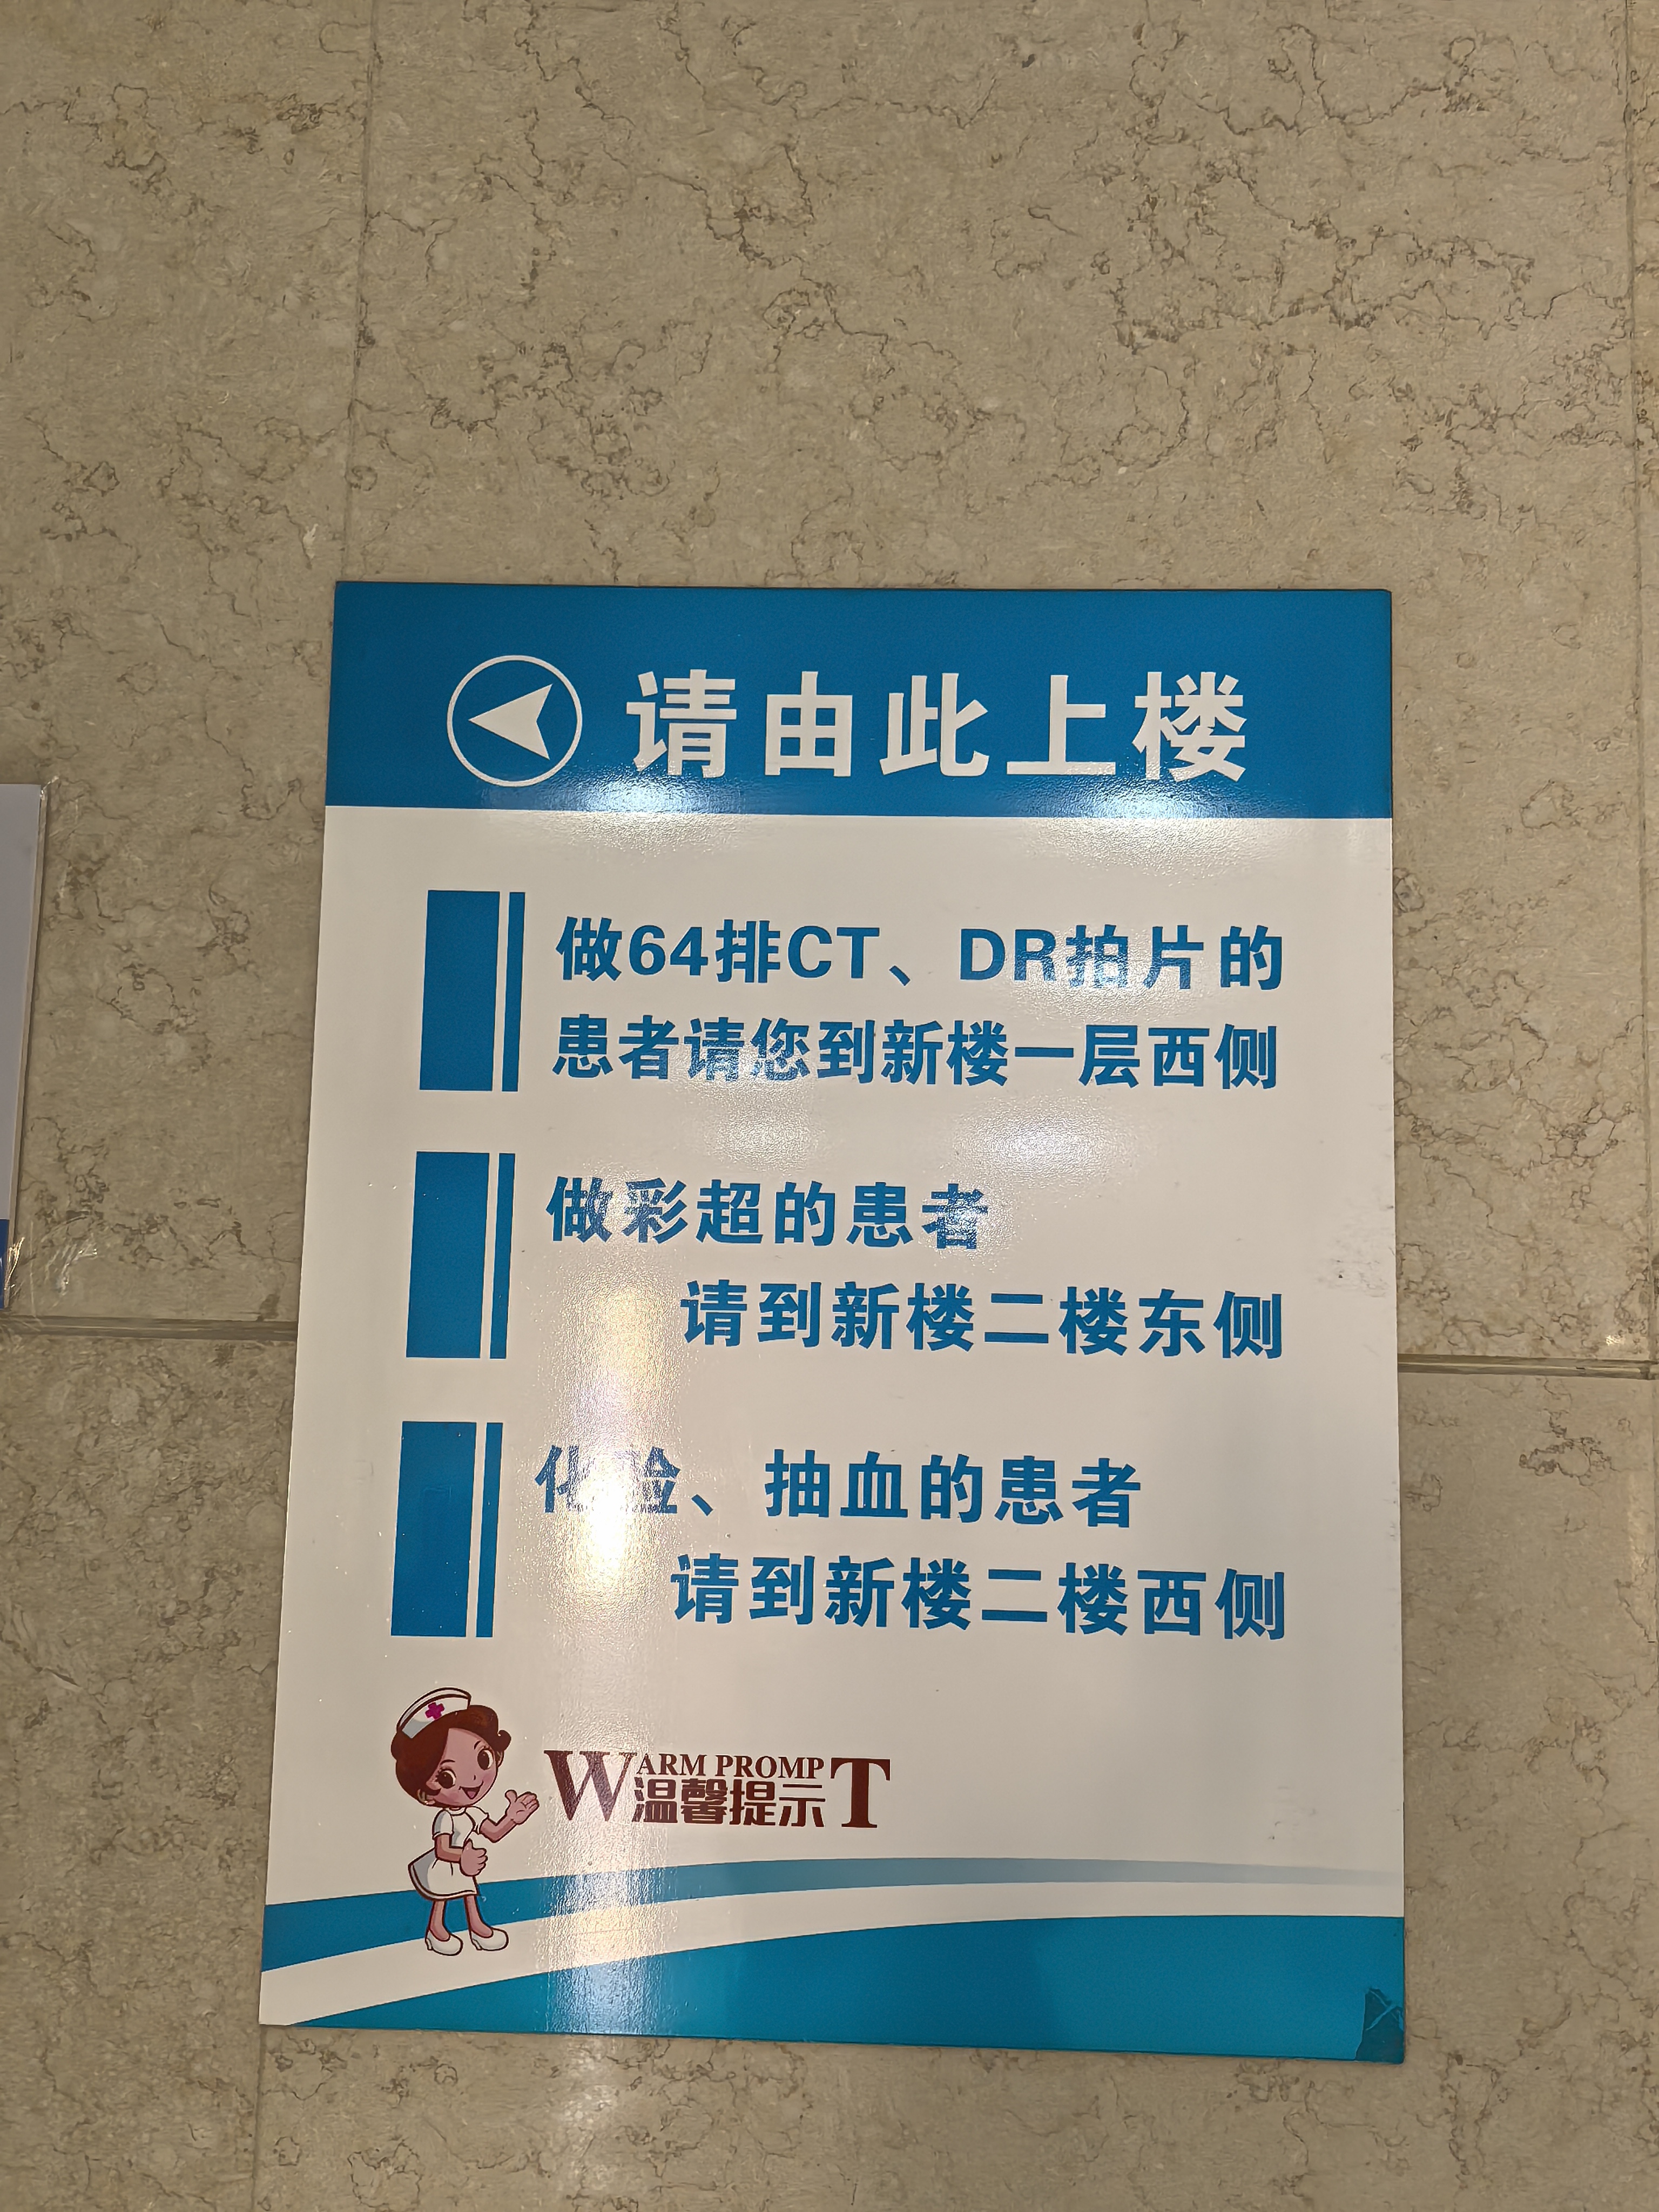 请由此上楼
做64排CT、DR拍片的
患者请您到新楼一层西侧
做彩超的患者
请到新楼二楼东侧
化验、抽血的患者
请到新楼二楼西侧
WARM PROMPT
温馨提示